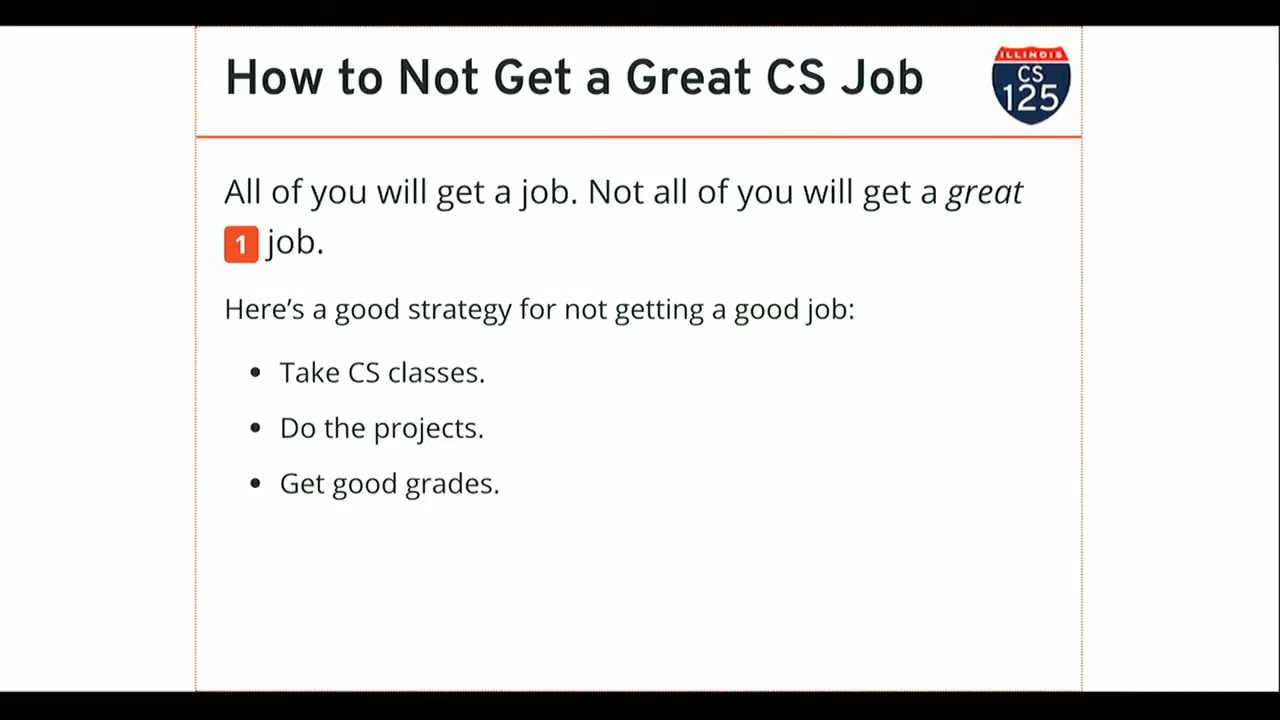 How to Not Get a Great CS Job
ILLINOIS
CS
125
All of you will get a job. Not all of you will get a great
1 job.
Here’s a good strategy for not getting a good job:
• Take CS classes.
• Do the projects.
• Get good grades.